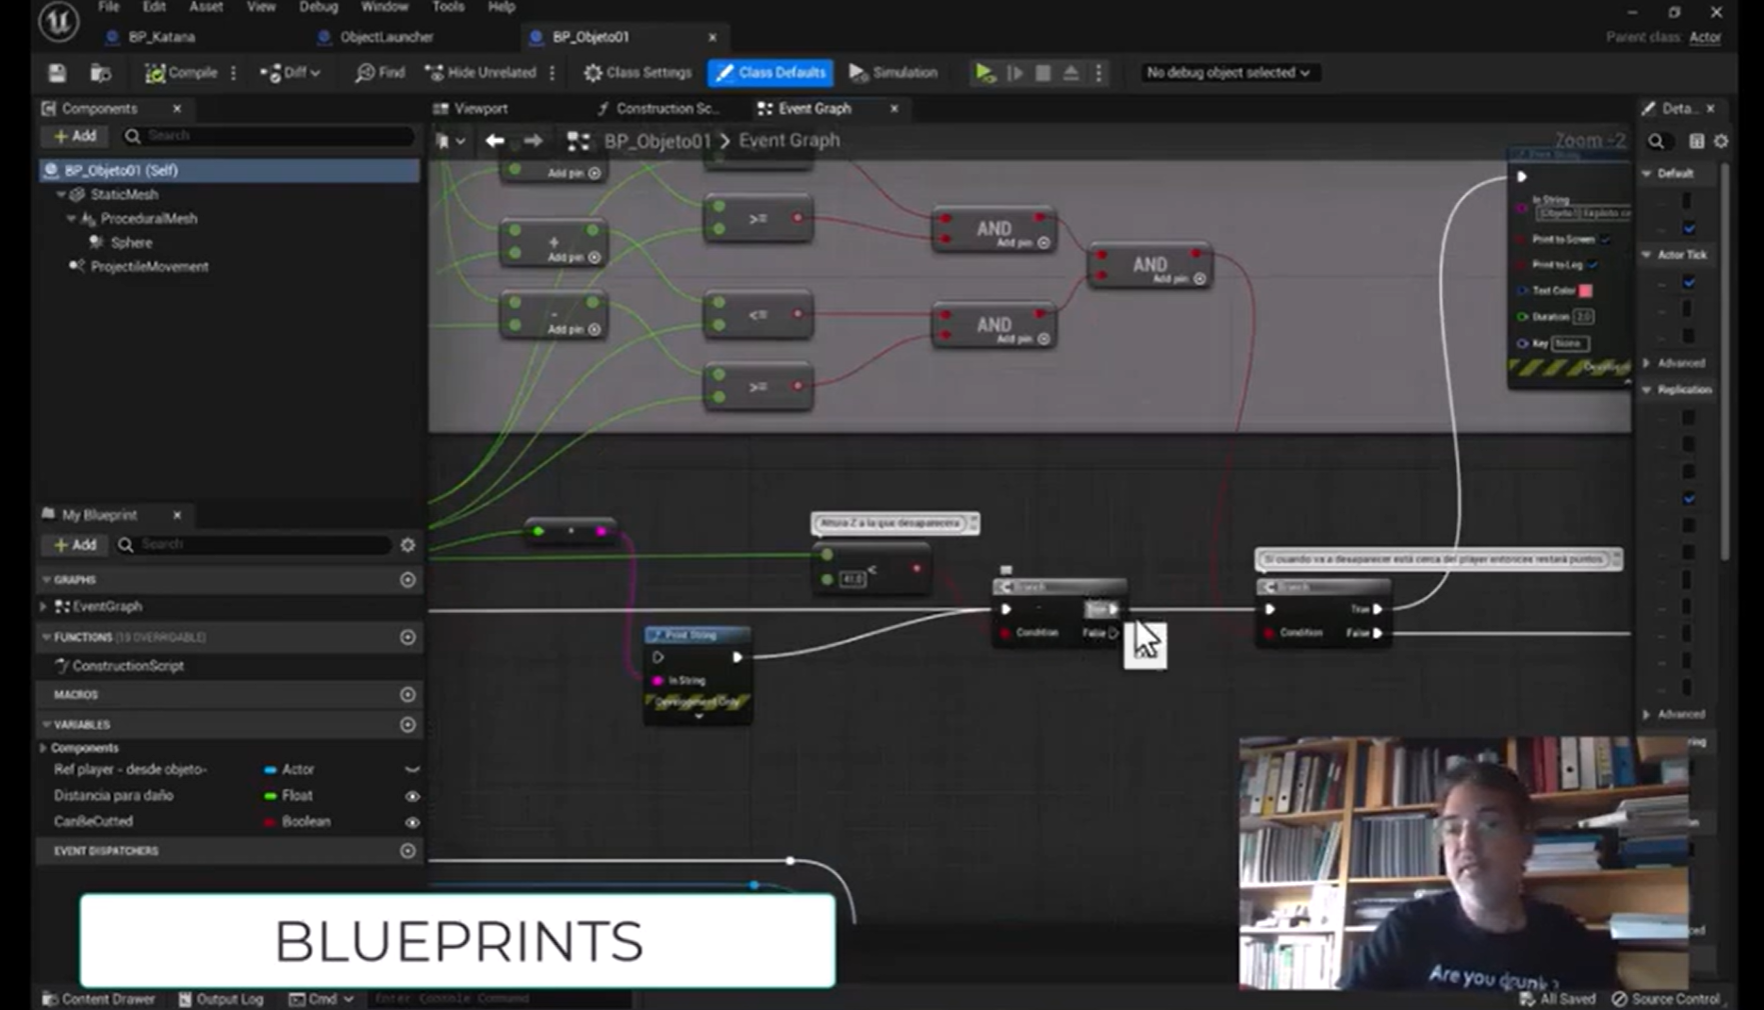 File Edit Asset View Debug Window Tools Help
BP_Katana ObjectLauncher BP_Objeto01
Parent class: Actor
Compile Diff Find Hide Unrelated Class Settings Class Defaults Simulation No debug object selected
Components Viewport Construction Sc... Event Graph Deta...
+ Add Search
BP_Objeto01 > Event Graph Zoom -2
BP_Objeto01 (Self)
StaticMesh
ProceduralMesh
Sphere
ProjectileMovement
Add pin
+
Add pin
-
Add pin
>=
<=
>=
AND
Add pin
AND
Add pin
AND
Add pin
Print String
In String
Print to Screen
Print to Log
Text Color
Duration 2.0
Key None
Default
Actor Tick
Advanced
Replication
Advanced
Altura Z a la que desaparecerá
<
41.0
Branch
True
Condition False
Si cuando va a desaparecer está cerca del player entonces restará puntos
Branch
True
Condition False
Print String
In String
Development Only
My Blueprint
+ Add Search
GRAPHS
EventGraph
FUNCTIONS (19 OVERRIDABLE)
ConstructionScript
MACROS
VARIABLES
Components
Ref player - desde objeto- Actor
Distancia para daño Float
CanBeCutted Boolean
EVENT DISPATCHERS
BLUEPRINTS
Are you drunk?
Content Drawer Output Log Cmd Enter Console Command
All Saved Source Control